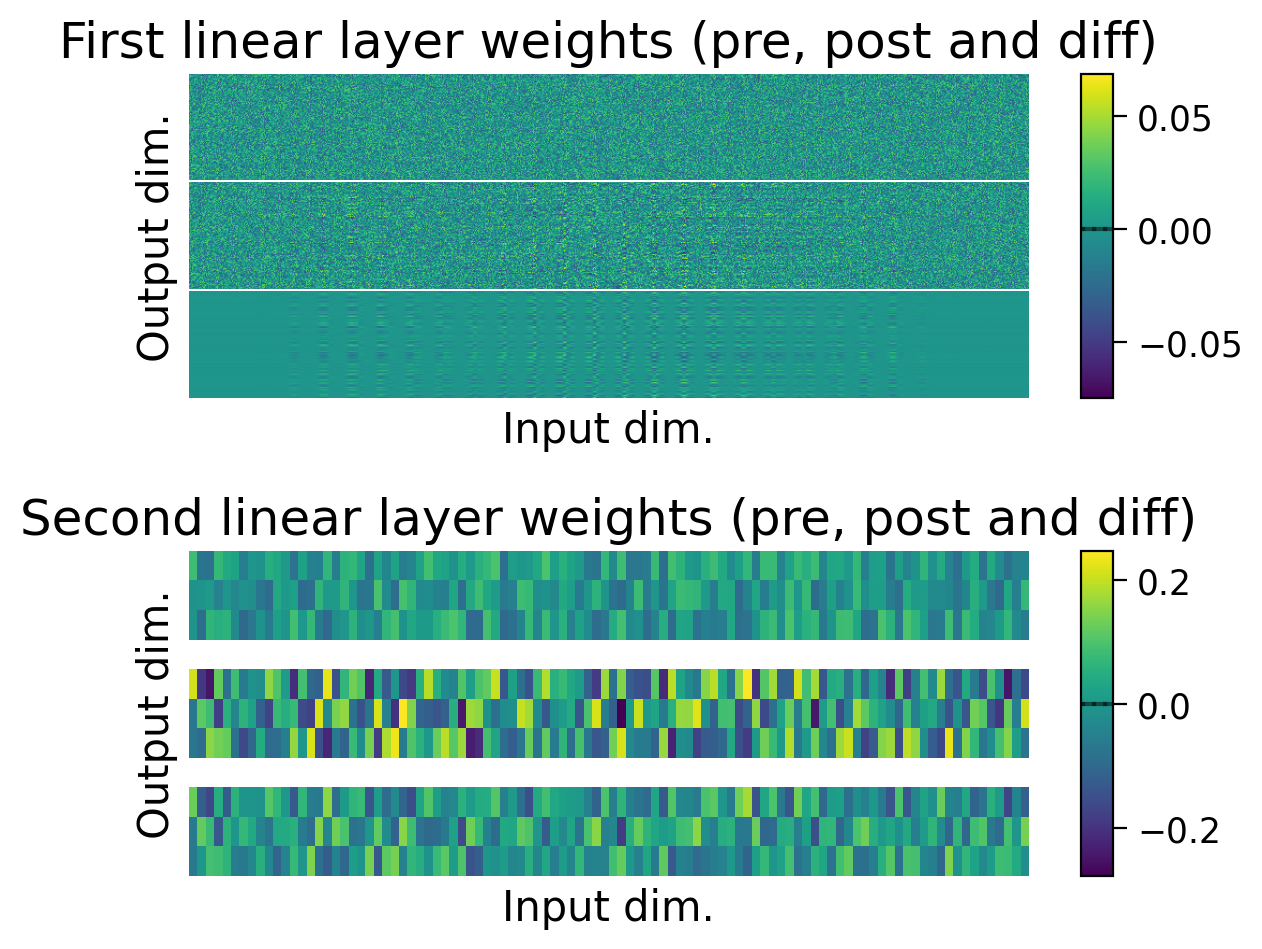 First linear layer weights (pre, post and diff)
Output dim.
0.05
0.00
−0.05
Input dim.
Second linear layer weights (pre, post and diff)
Output dim.
0.2
0.0
−0.2
Input dim.